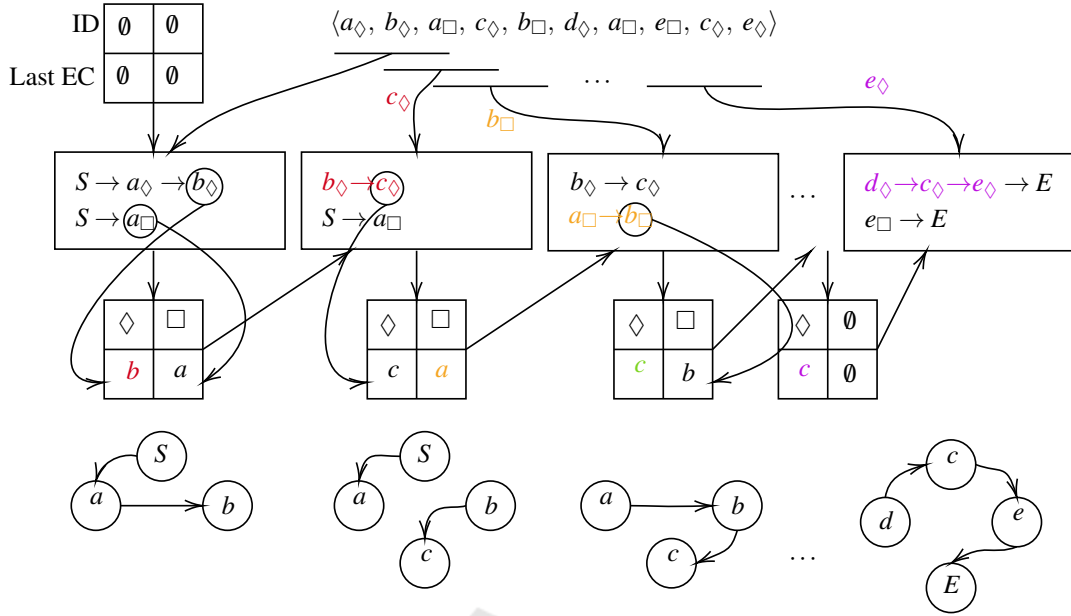 ID ∅ ∅
Last EC ∅ ∅
⟨a◇, b◇, a□, c◇, b□, d◇, a□, e□, c◇, e◇⟩
...
c◇
b□
e◇
S → a◇ → b◇
S → a□
b◇ → c◇
S → a□
b◇ → c◇
a□ → b□
...
d◇ → c◇ → e◇ → E
e□ → E
◇ □
b a
◇ □
c a
◇ □
c b
◇ ∅
c ∅
S
a b
S
a b
c
a b
c
...
c
d e
E